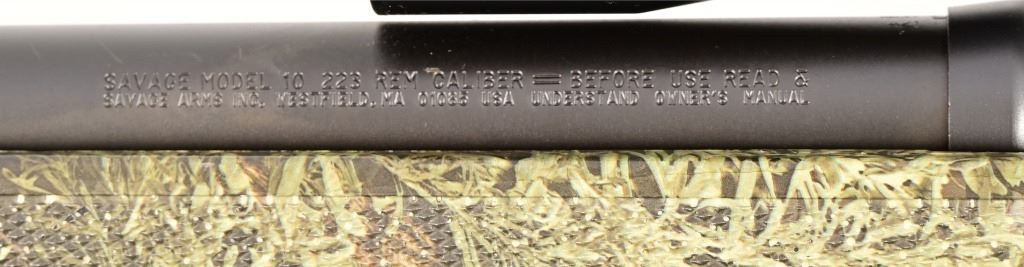 SAVAGE MODEL 10 223 REM CALIBER — BEFORE USE READ &
SAVAGE ARMS INC. WESTFIELD, MA 01085 USA UNDERSTAND OWNER'S MANUAL